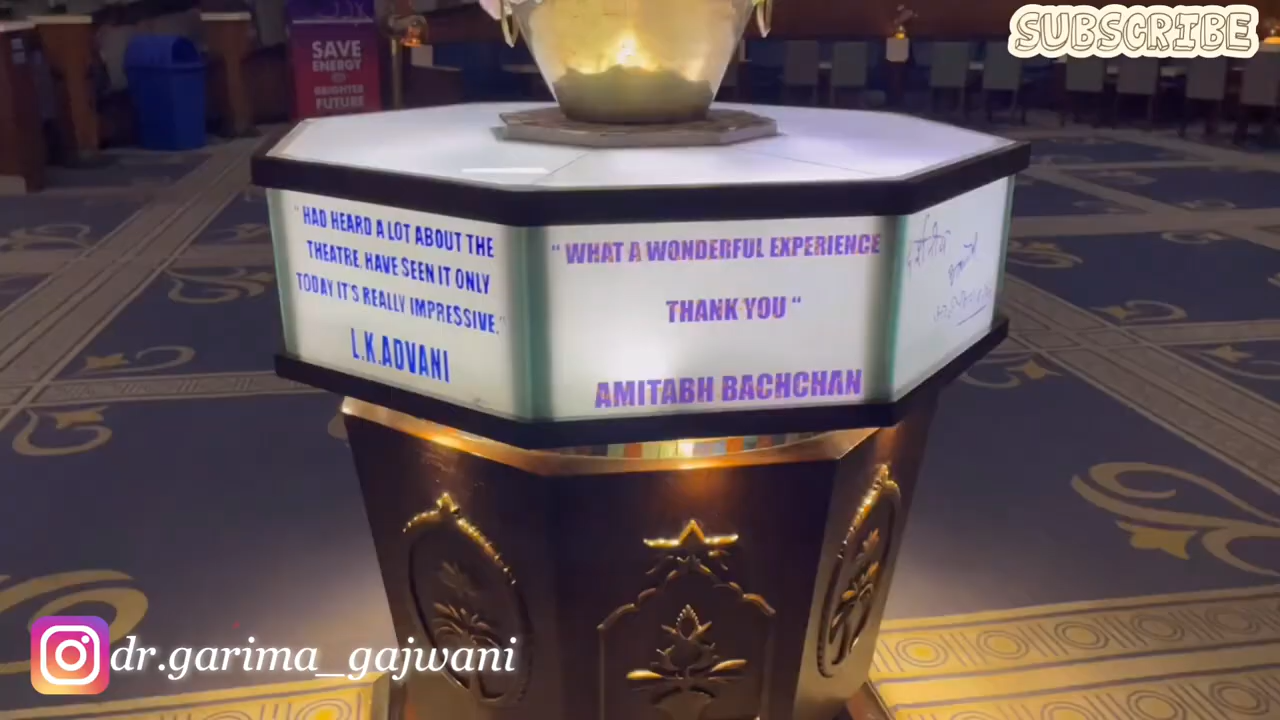 SUBSCRIBE
SAVE
ENERGY
BRIGHTER
FUTURE
" HAD HEARD A LOT ABOUT THE
THEATRE. HAVE SEEN IT ONLY
TODAY IT'S REALLY IMPRESSIVE."
L.K.ADVANI
" WHAT A WONDERFUL EXPERIENCE
THANK YOU "
AMITABH BACHCHAN
dr.garima_gajwani